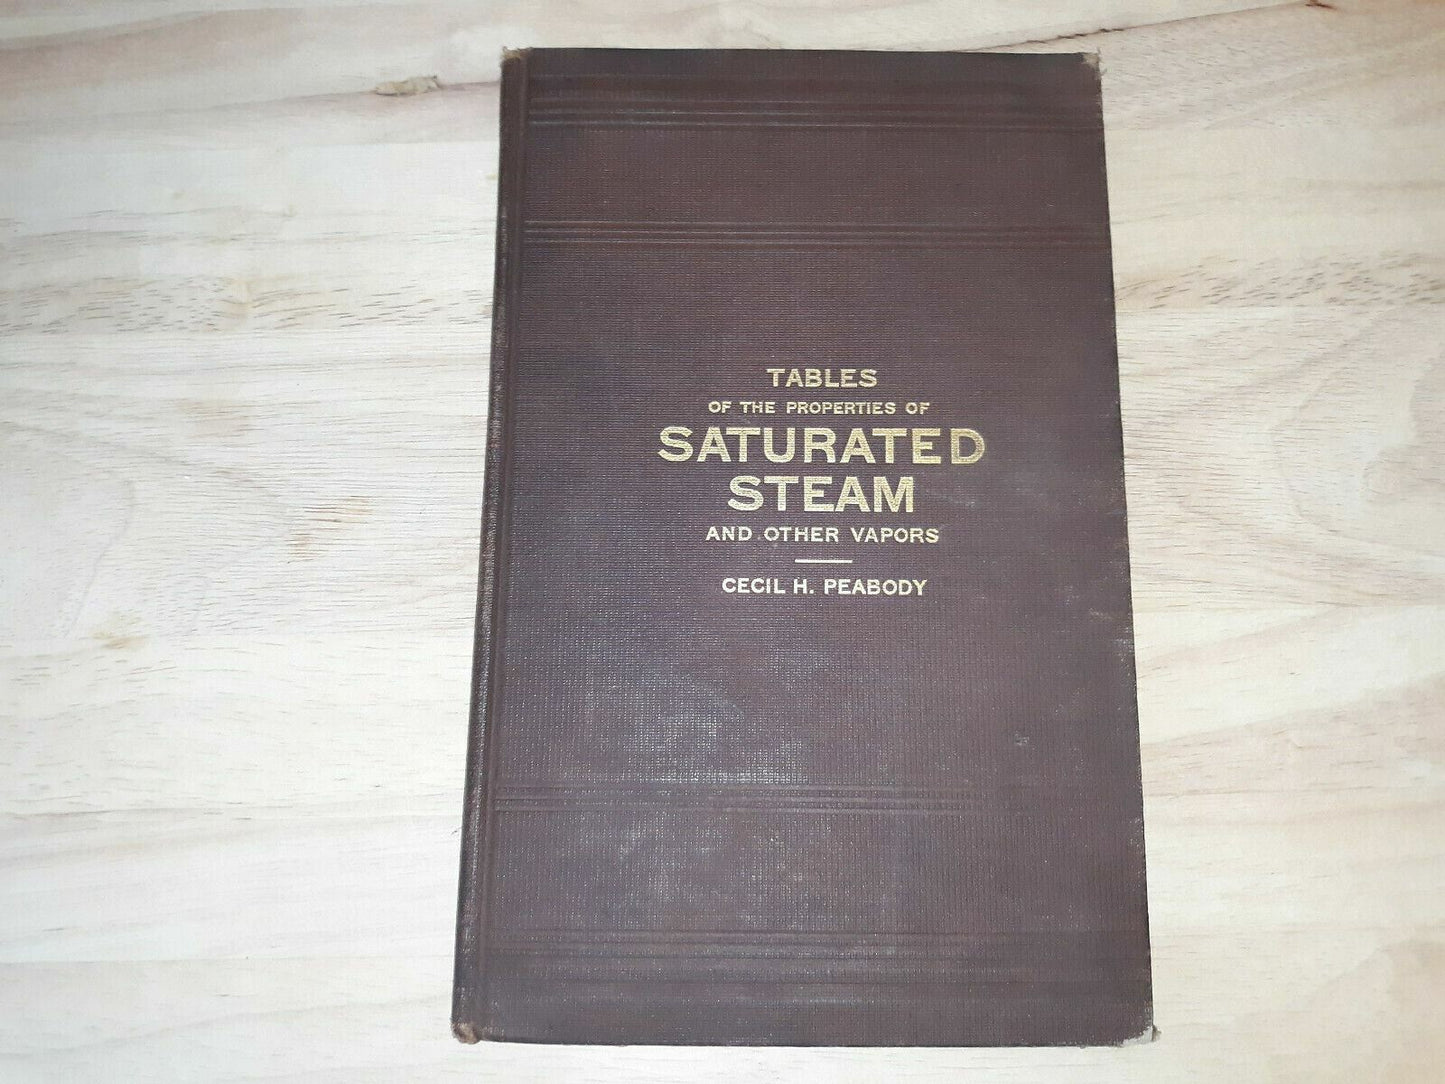 TABLES
OF THE PROPERTIES OF
SATURATED
STEAM
AND OTHER VAPORS
CECIL H. PEABODY